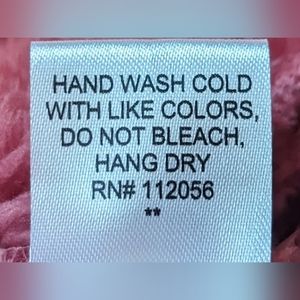 HAND WASH COLD
WITH LIKE COLORS,
DO NOT BLEACH,
HANG DRY
RN# 112056
**